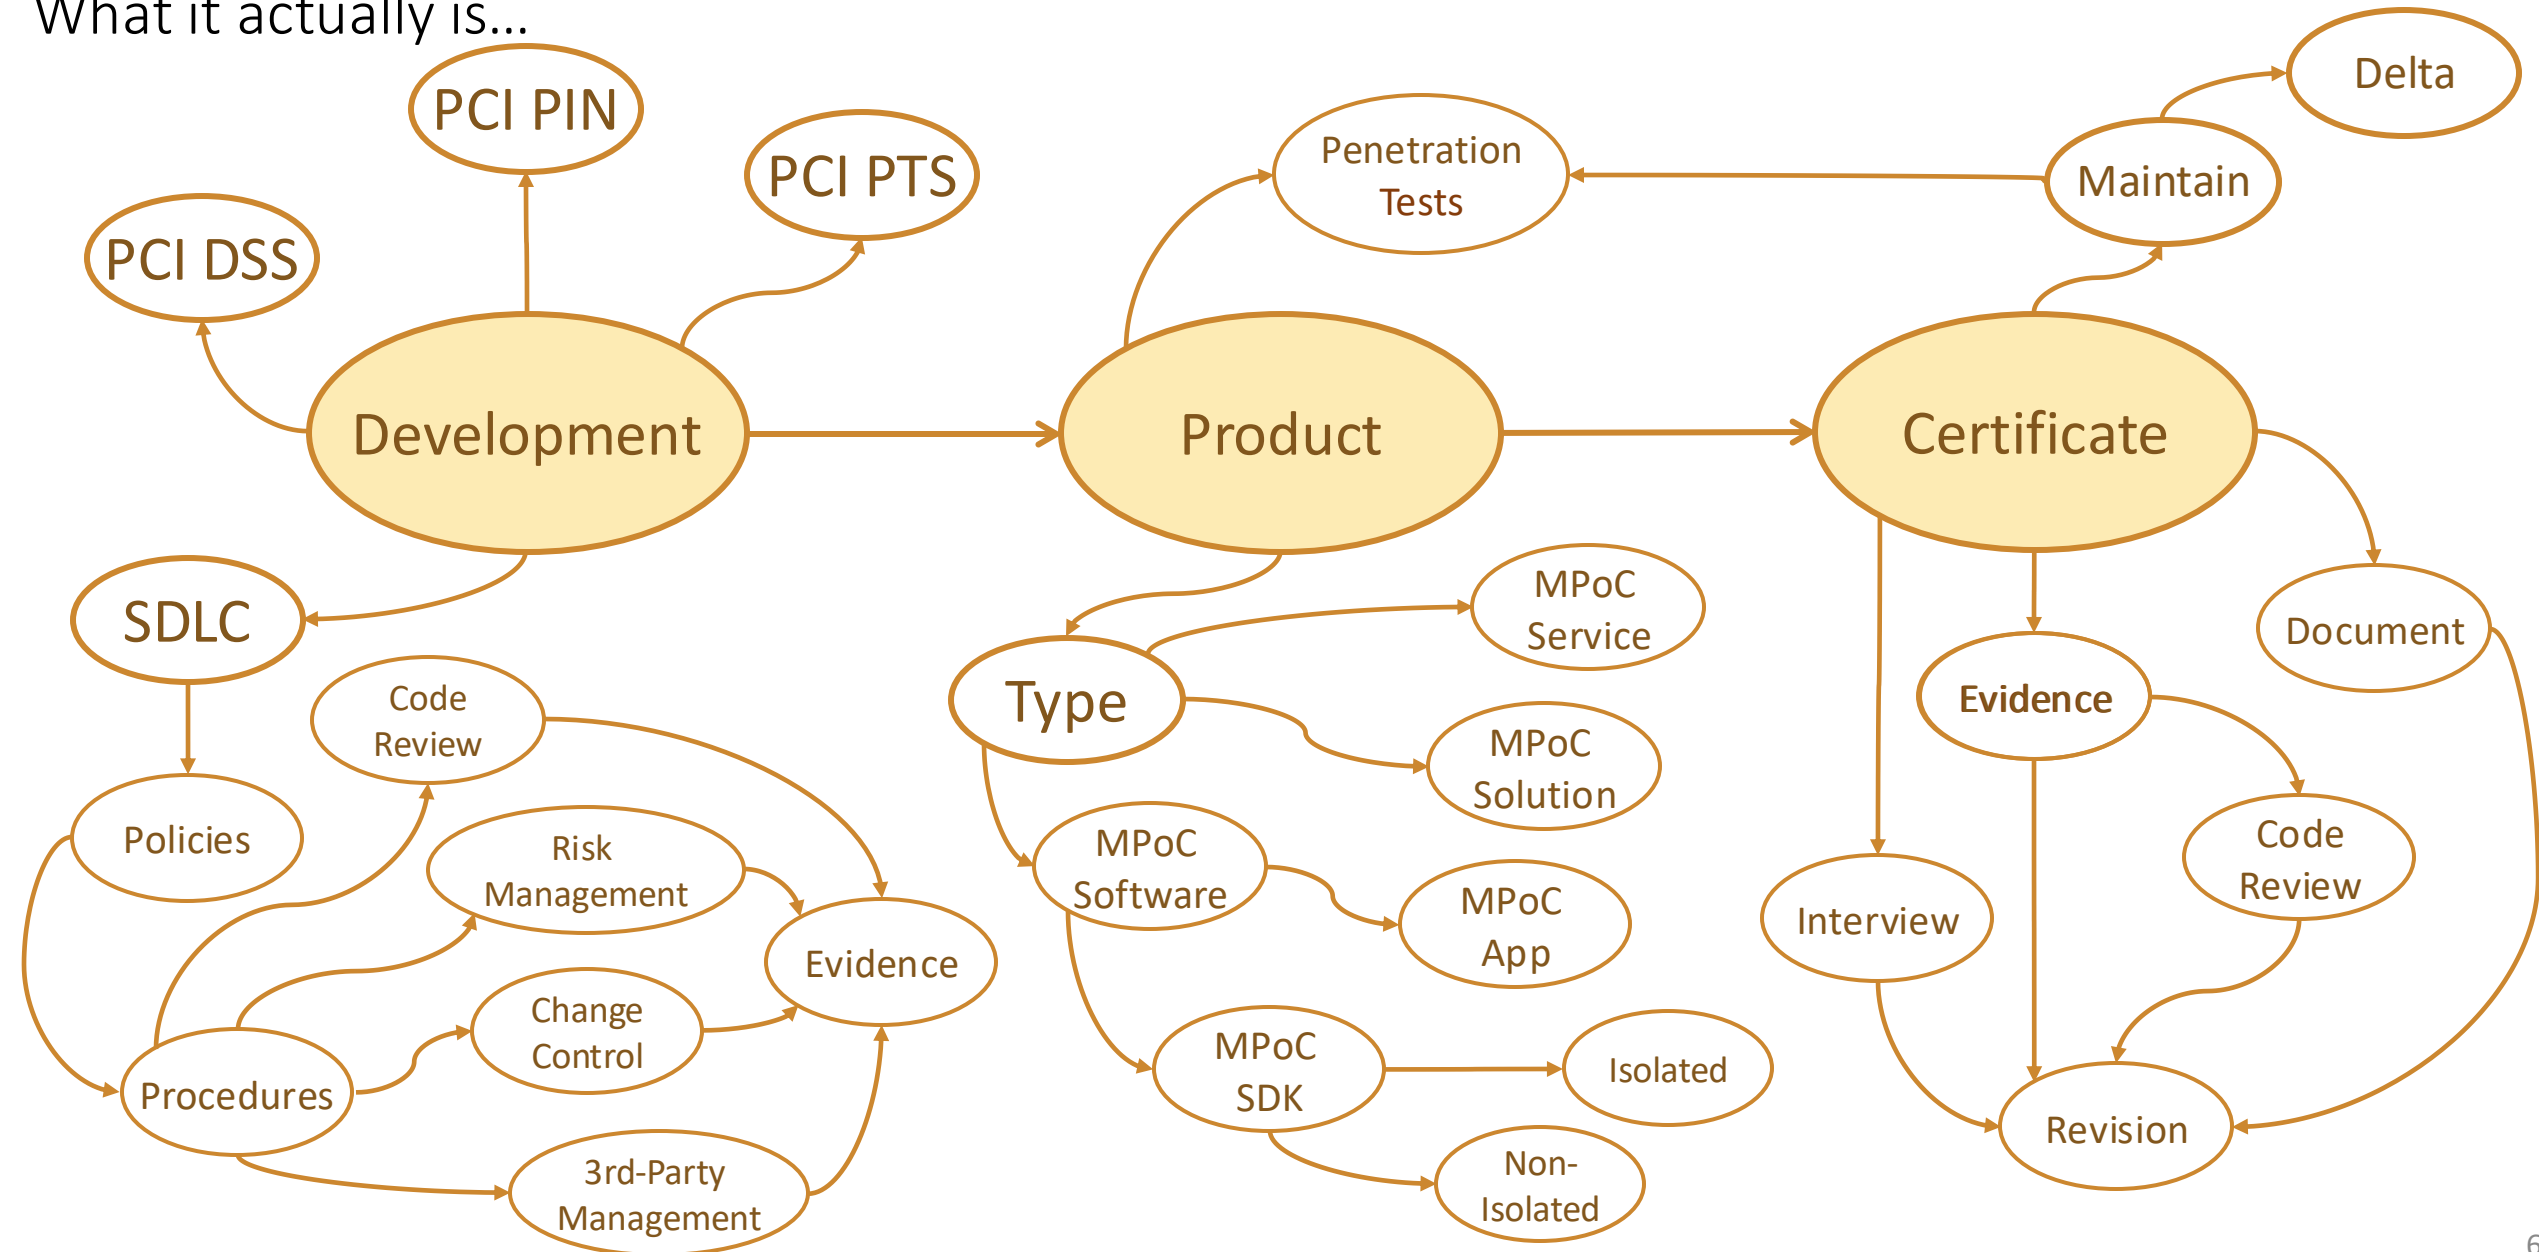 What it actually is...
PCI PIN
PCI PTS
PCI DSS
Penetration
Tests
Delta
Maintain
Development
Product
Certificate
SDLC
Code
Review
Policies
Risk
Management
Evidence
Change
Control
Procedures
3rd-Party
Management
Type
MPoC
Service
MPoC
Solution
MPoC
Software
MPoC
App
MPoC
SDK
Isolated
Non-
Isolated
Document
Evidence
Code
Review
Interview
Revision
6